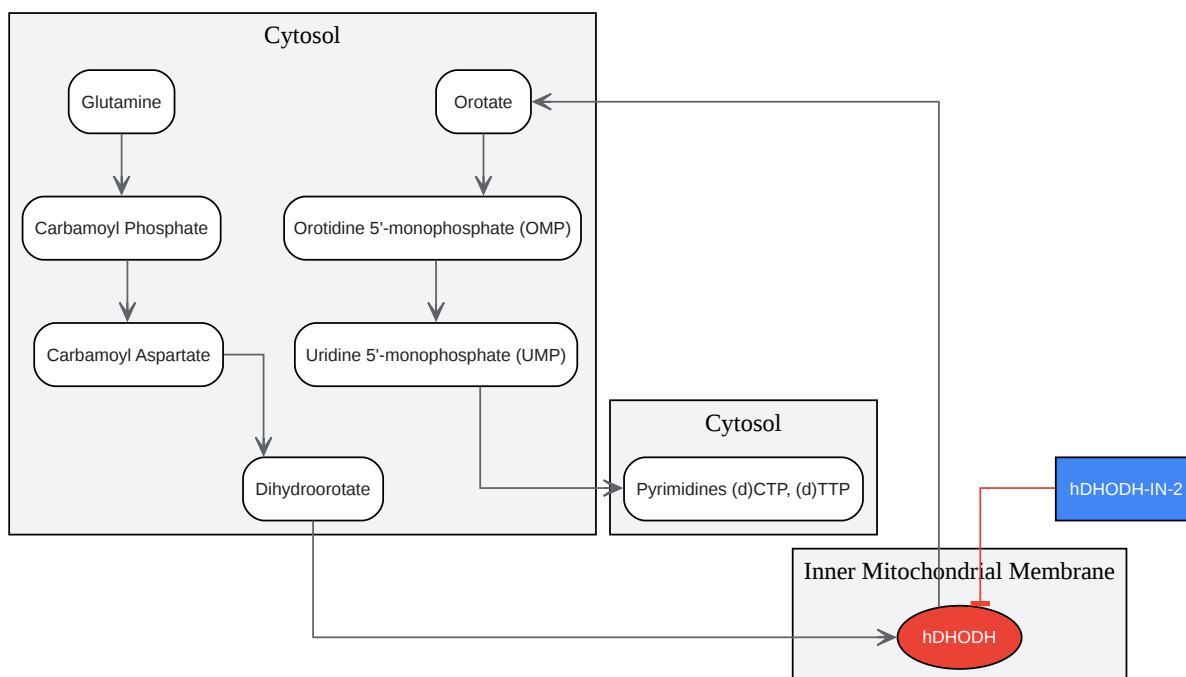 Cytosol
Glutamine
Orotate
Carbamoyl Phosphate
Orotidine 5'-monophosphate (OMP)
Carbamoyl Aspartate
Uridine 5'-monophosphate (UMP)
Cytosol
Dihydroorotate
Pyrimidines (d)CTP, (d)TTP
hDHODH-IN-2
Inner Mitochondrial Membrane
hDHODH